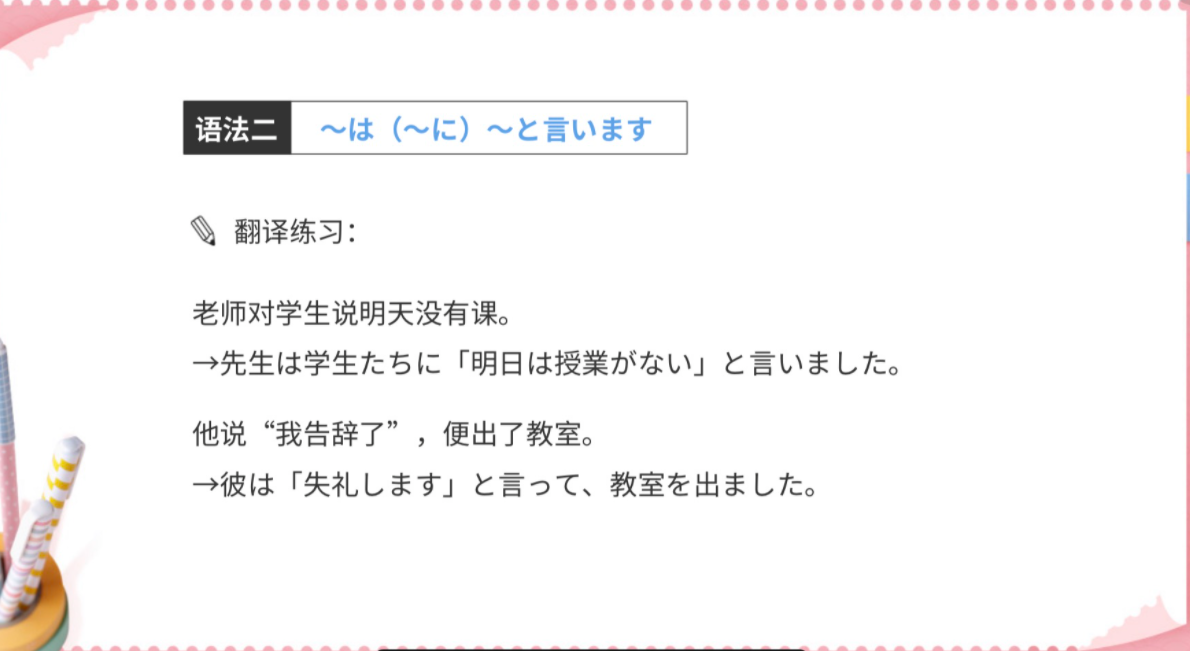 语法二 ～は（～に）～と言います
翻译练习：
老师对学生说明天没有课。
→先生は学生たちに「明日は授業がない」と言いました。
他说“我告辞了”，便出了教室。
→彼は「失礼します」と言って、教室を出ました。